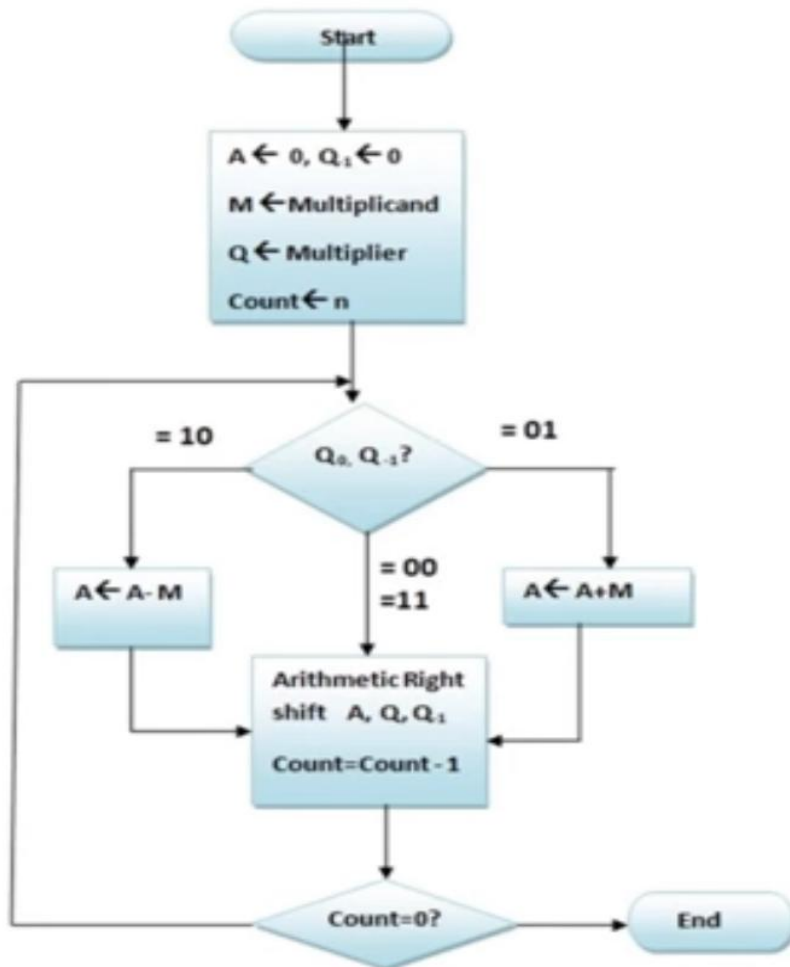 Start
A ← 0, Q₋₁ ← 0
M ← Multiplicand
Q ← Multiplier
Count ← n
= 10
= 01
Q₀, Q₋₁?
= 00
=11
A ← A- M
A ← A+M
Arithmetic Right
shift A, Q, Q₋₁
Count=Count - 1
Count=0?
End